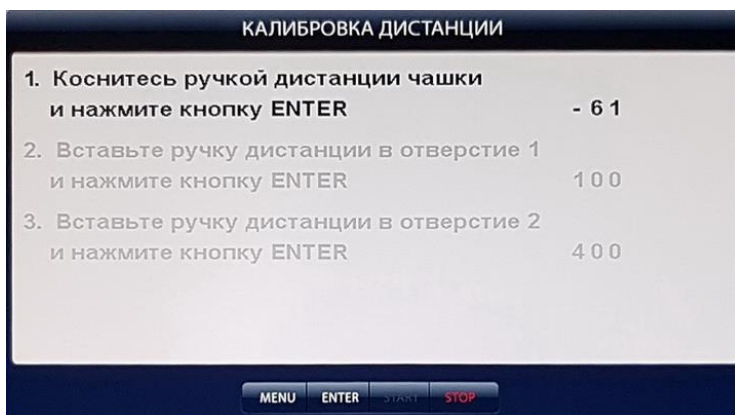 КАЛИБРОВКА ДИСТАНЦИИ
1. Коснитесь ручкой дистанции чашки
и нажмите кнопку ENTER - 61
2. Вставьте ручку дистанции в отверстие 1
и нажмите кнопку ENTER 100
3. Вставьте ручку дистанции в отверстие 2
и нажмите кнопку ENTER 400
MENU ENTER START STOP